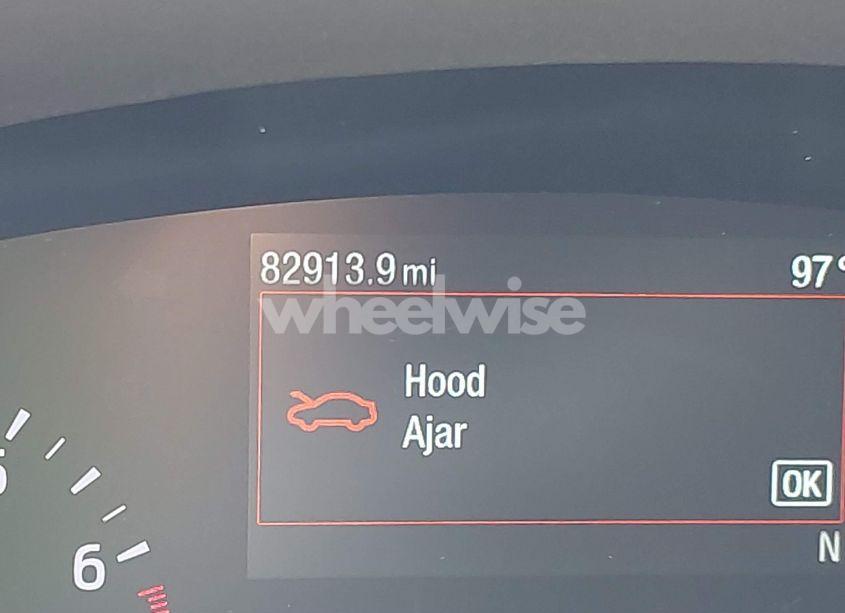 82913.9 mi 97°
wheelwise
Hood
Ajar
OK
N
6